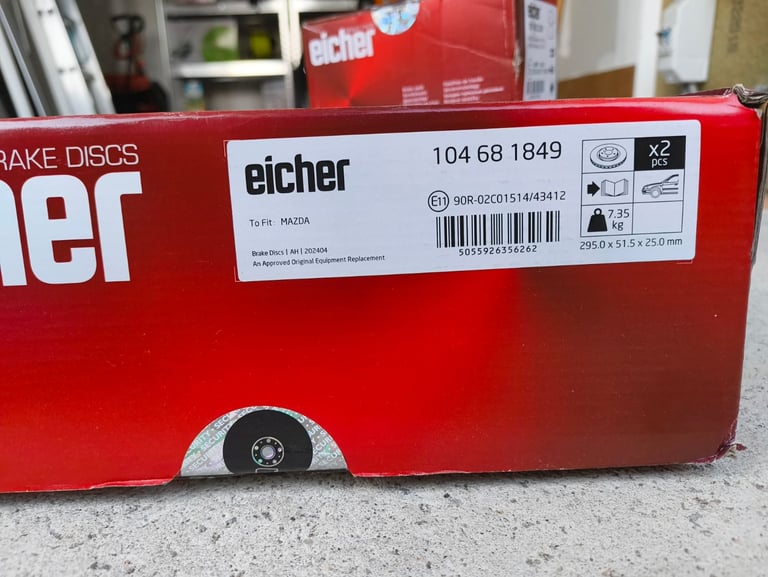 eicher
eicher
RAKE DISCS
her
eicher
104 68 1849
x2
pcs
E11 90R-02C01514/43412
To Fit: MAZDA
7.35
kg
5055926356262
295.0 x 51.5 x 25.0 mm
Brake Discs | AH | 202404
An Approved Original Equipment Replacement